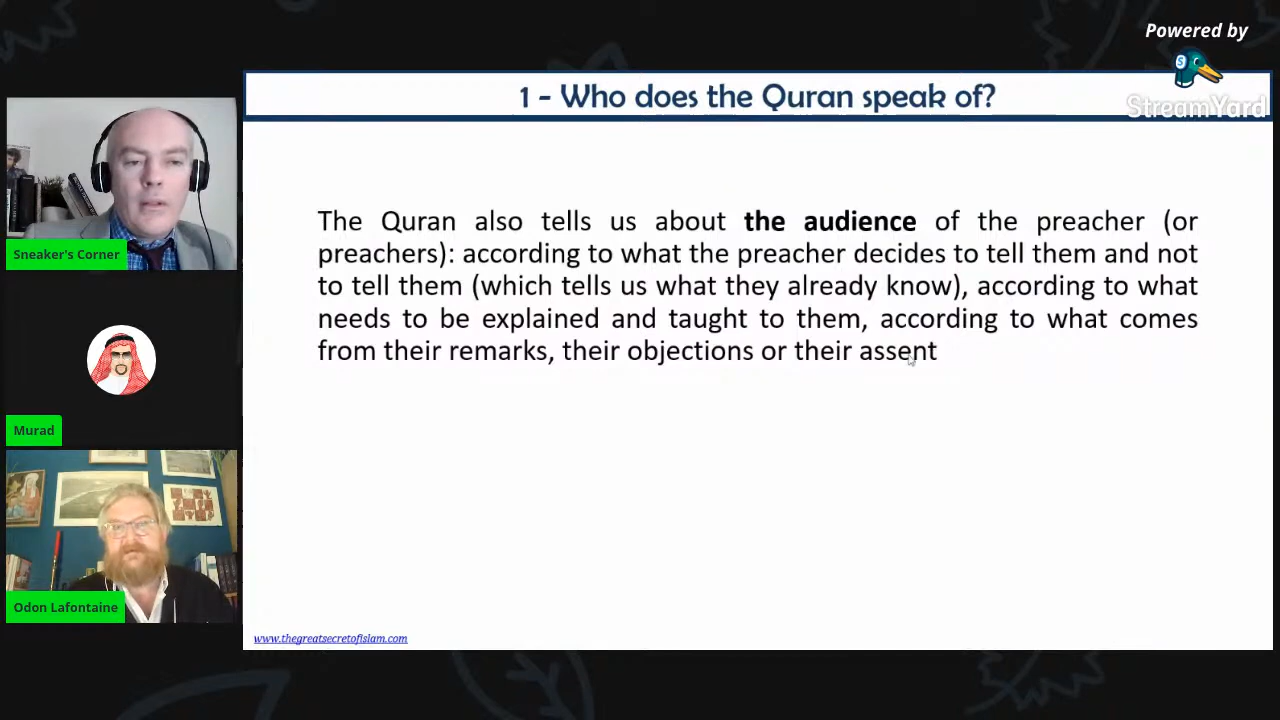 Powered by
StreamYard
1 - Who does the Quran speak of?
The Quran also tells us about the audience of the preacher (or
preachers): according to what the preacher decides to tell them and not
to tell them (which tells us what they already know), according to what
needs to be explained and taught to them, according to what comes
from their remarks, their objections or their assent
Sneaker's Corner
Murad
Odon Lafontaine
www.thegreatsecretofislam.com